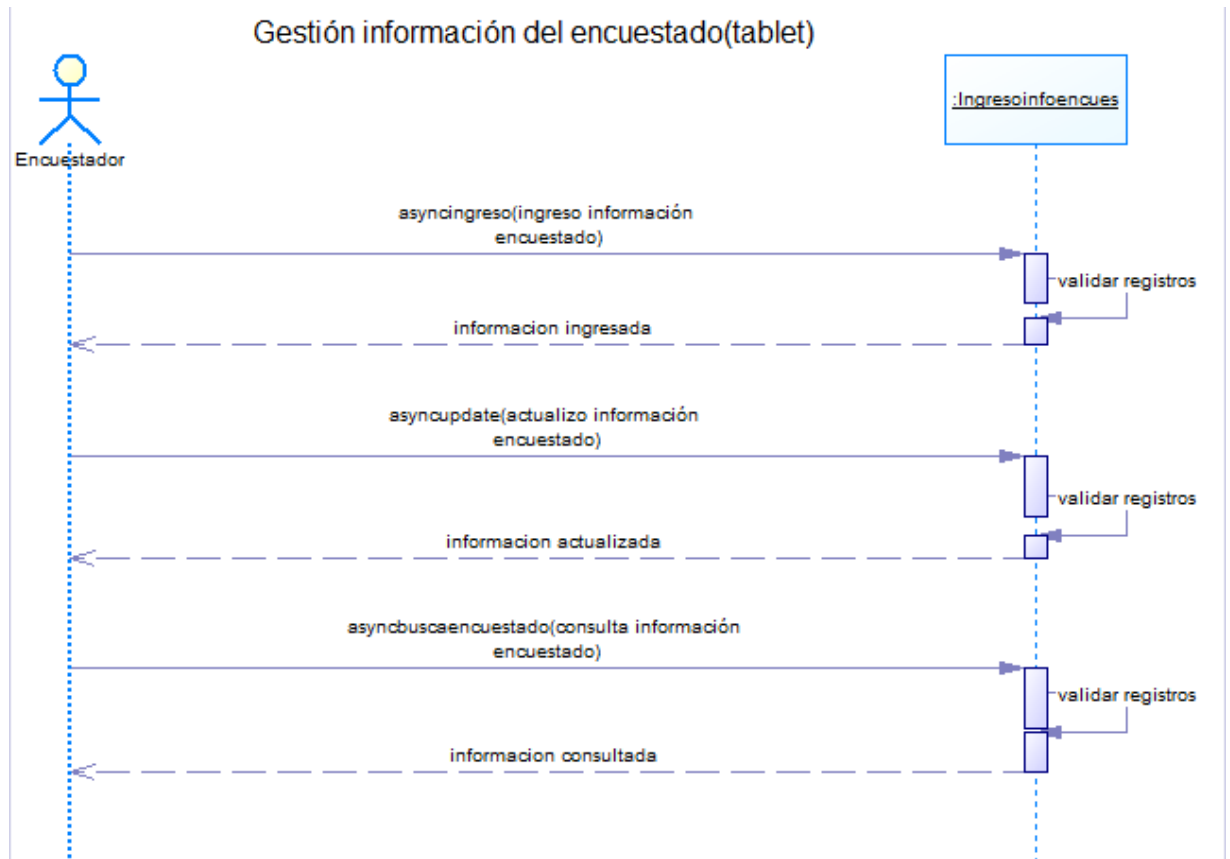 Gestión información del encuestado(tablet)
:Ingresoinfoencues
Encuestador
asyncingreso(ingreso información
encuestado)
validar registros
informacion ingresada
asyncupdate(actualizo información
encuestado)
validar registros
informacion actualizada
asyncbuscaencuestado(consulta información
encuestado)
validar registros
informacion consultada